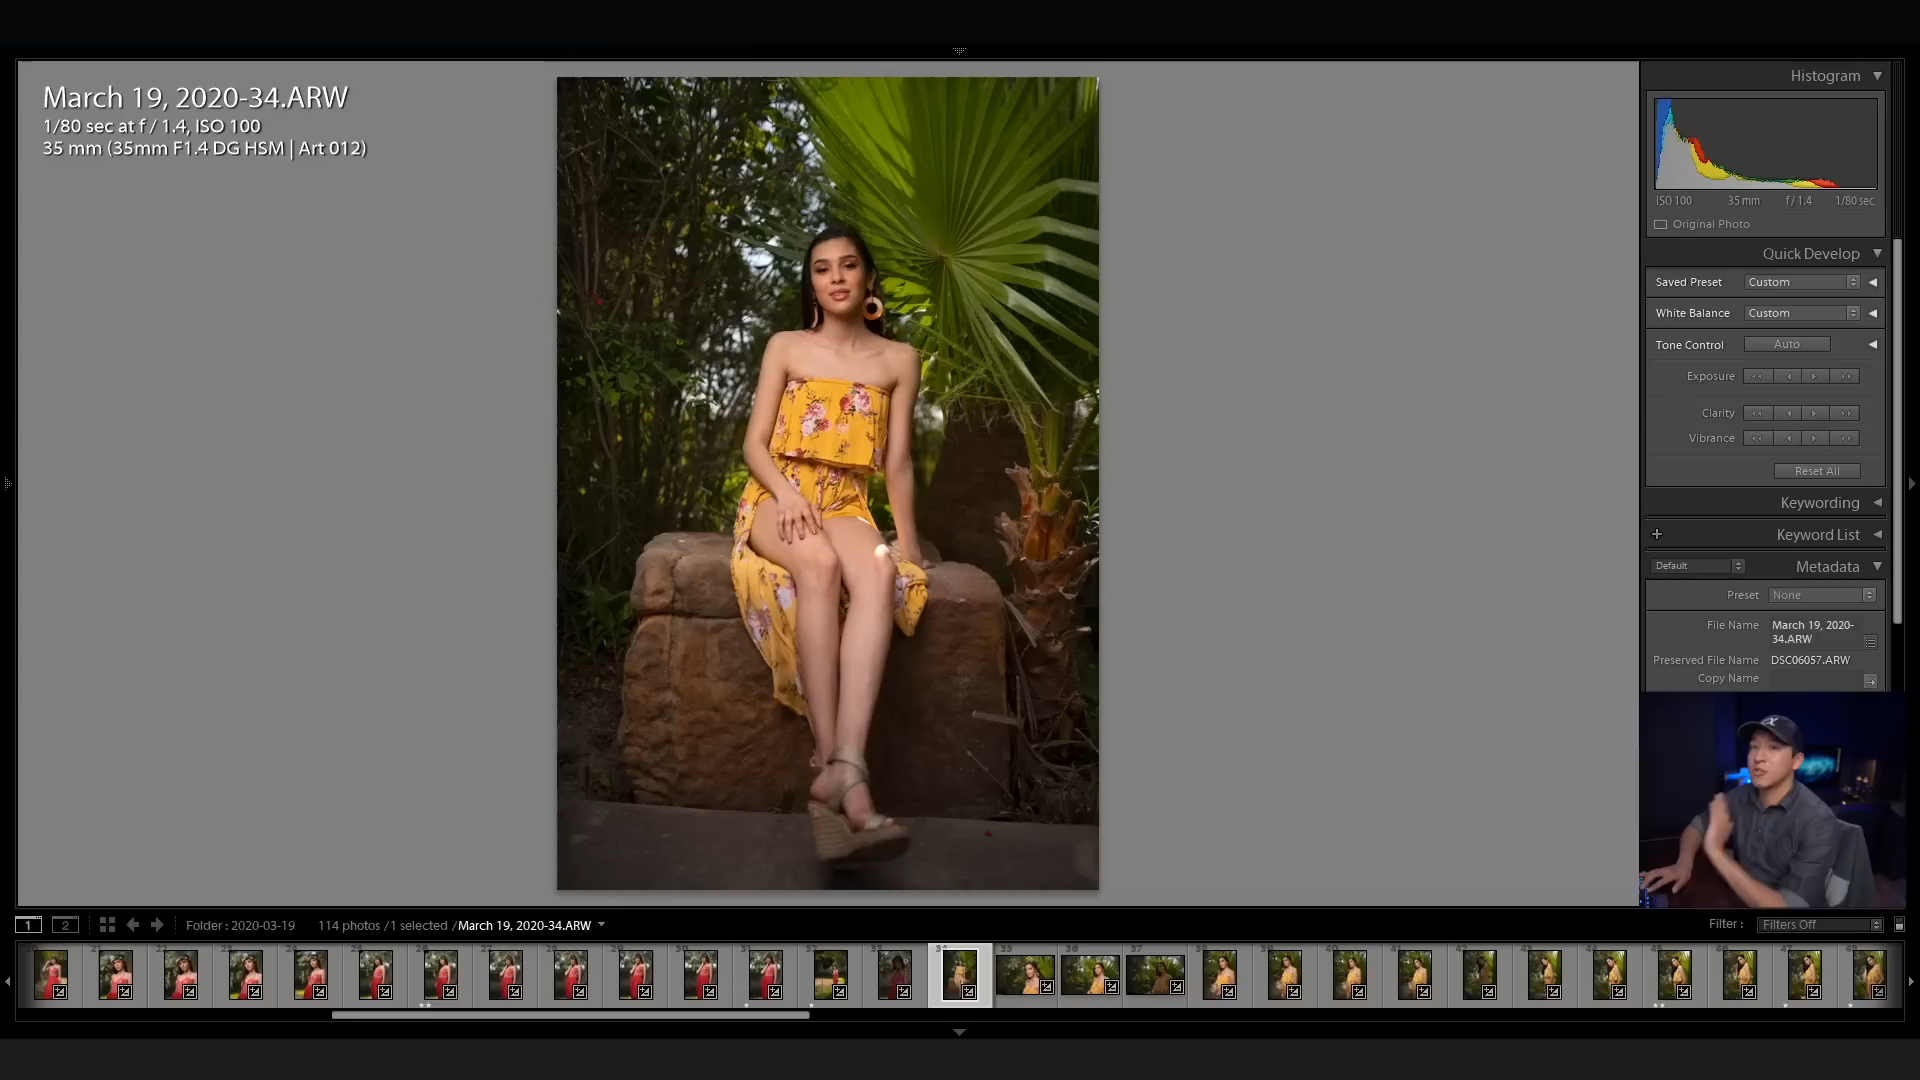 March 19, 2020-34.ARW
1/80 sec at f / 1.4, ISO 100
35 mm (35mm F1.4 DG HSM | Art 012)
Histogram
ISO 100 35 mm f / 1.4 1/80 sec
Original Photo
Quick Develop
Saved Preset Custom
White Balance Custom
Tone Control Auto
Exposure
Clarity
Vibrance
Reset All
Keywording
Keyword List
Default Metadata
Preset None
File Name March 19, 2020-
34.ARW
Preserved File Name DSC06057.ARW
Copy Name
1 2 Folder : 2020-03-19 114 photos / 1 selected / March 19, 2020-34.ARW Filter : Filters Off